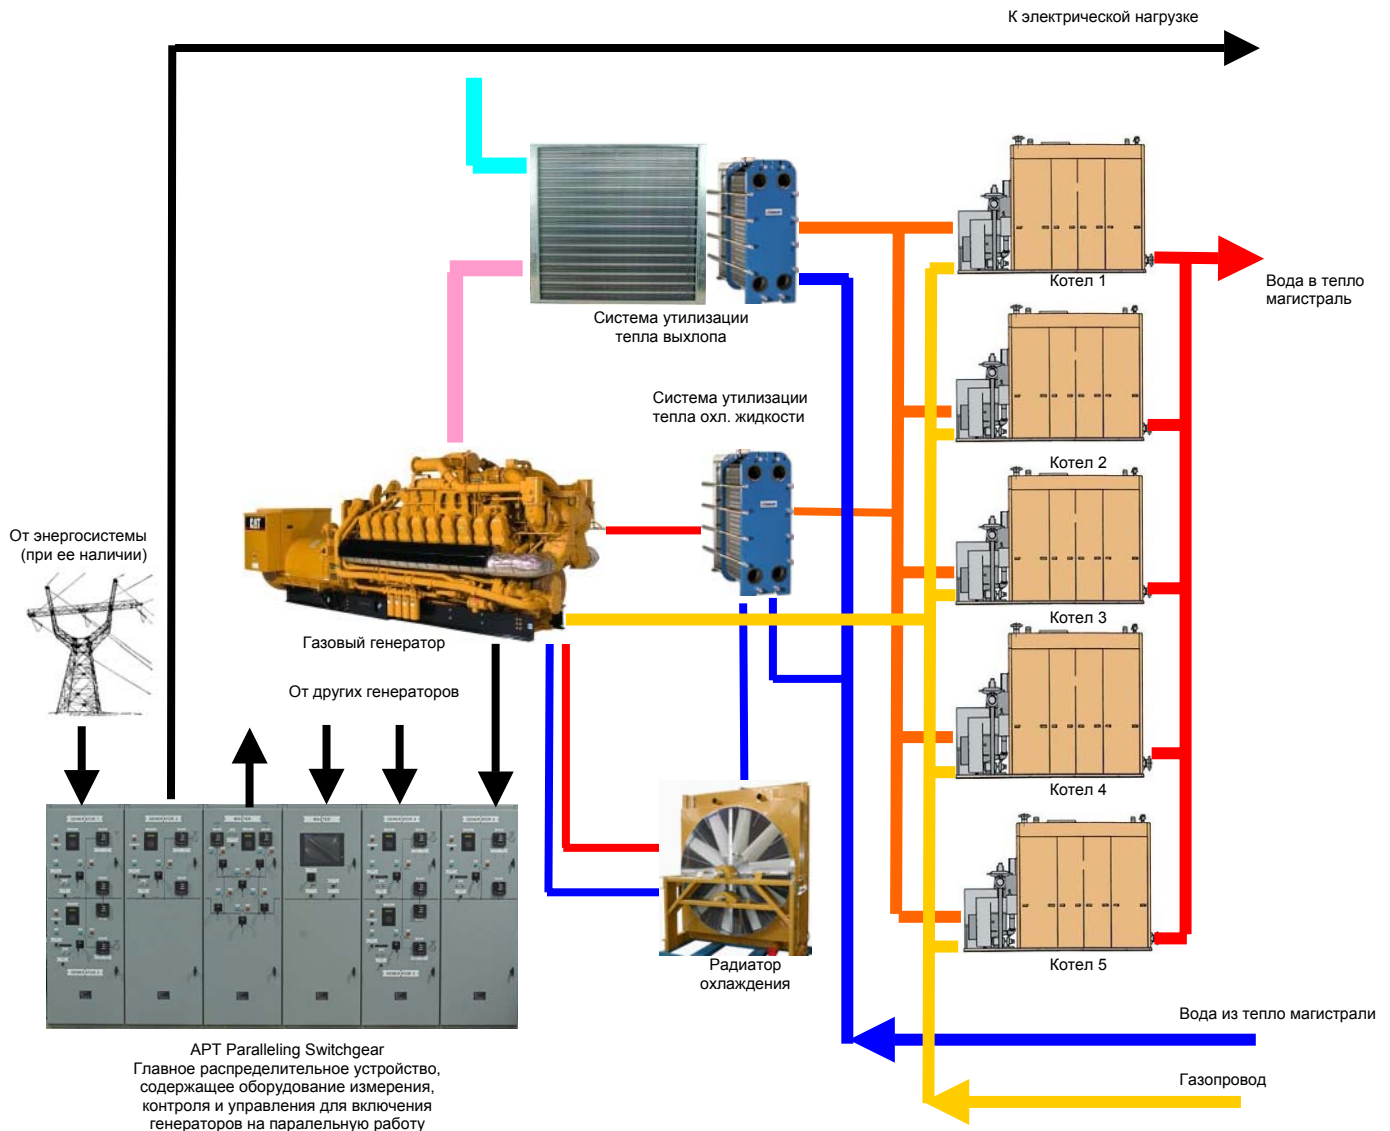 К электрической нагрузке
Котел 1
Вода в тепло
магистраль
Система утилизации
тепла выхлопа
Система утилизации
тепла охл. жидкости
Котел 2
От энергосистемы
(при ее наличии)
CAT
Газовый генератор
Котел 3
От других генераторов
Котел 4
Радиатор
охлаждения
Котел 5
Вода из тепло магистрали
APT Paralleling Switchgear
Главное распределительное устройство,
содержащее оборудование измерения,
контроля и управления для включения
генераторов на паралельную работу
Газопровод